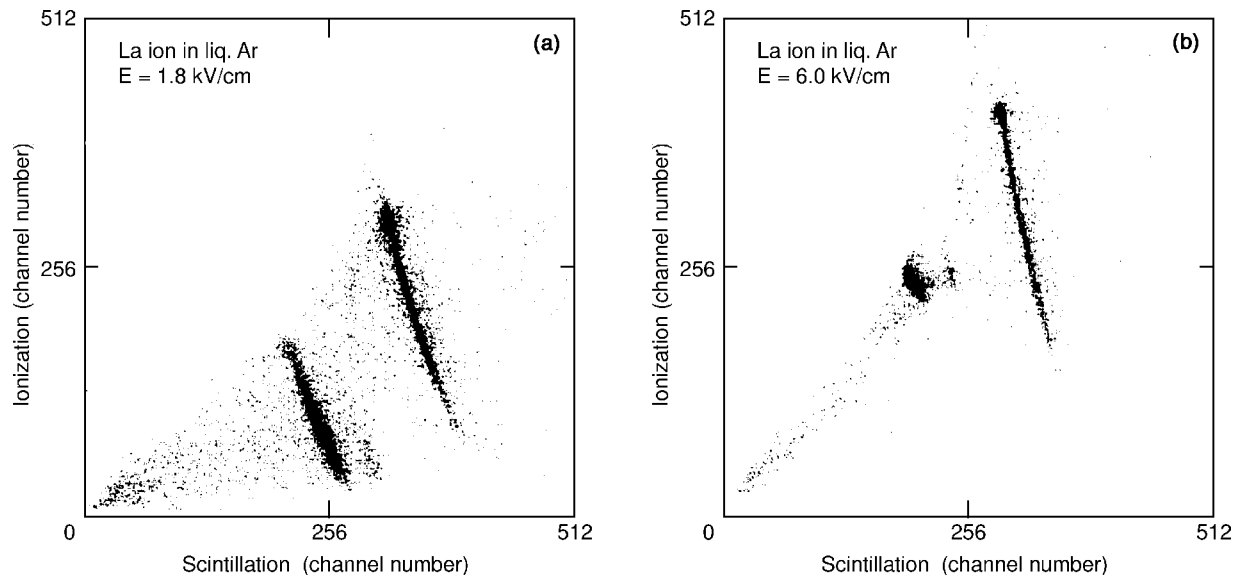 512
La ion in liq. Ar
E = 1.8 kV/cm
(a)
Ionization (channel number)
256
0
256
512
Scintillation (channel number)
512
La ion in liq. Ar
E = 6.0 kV/cm
(b)
Ionization (channel number)
256
0
256
512
Scintillation (channel number)